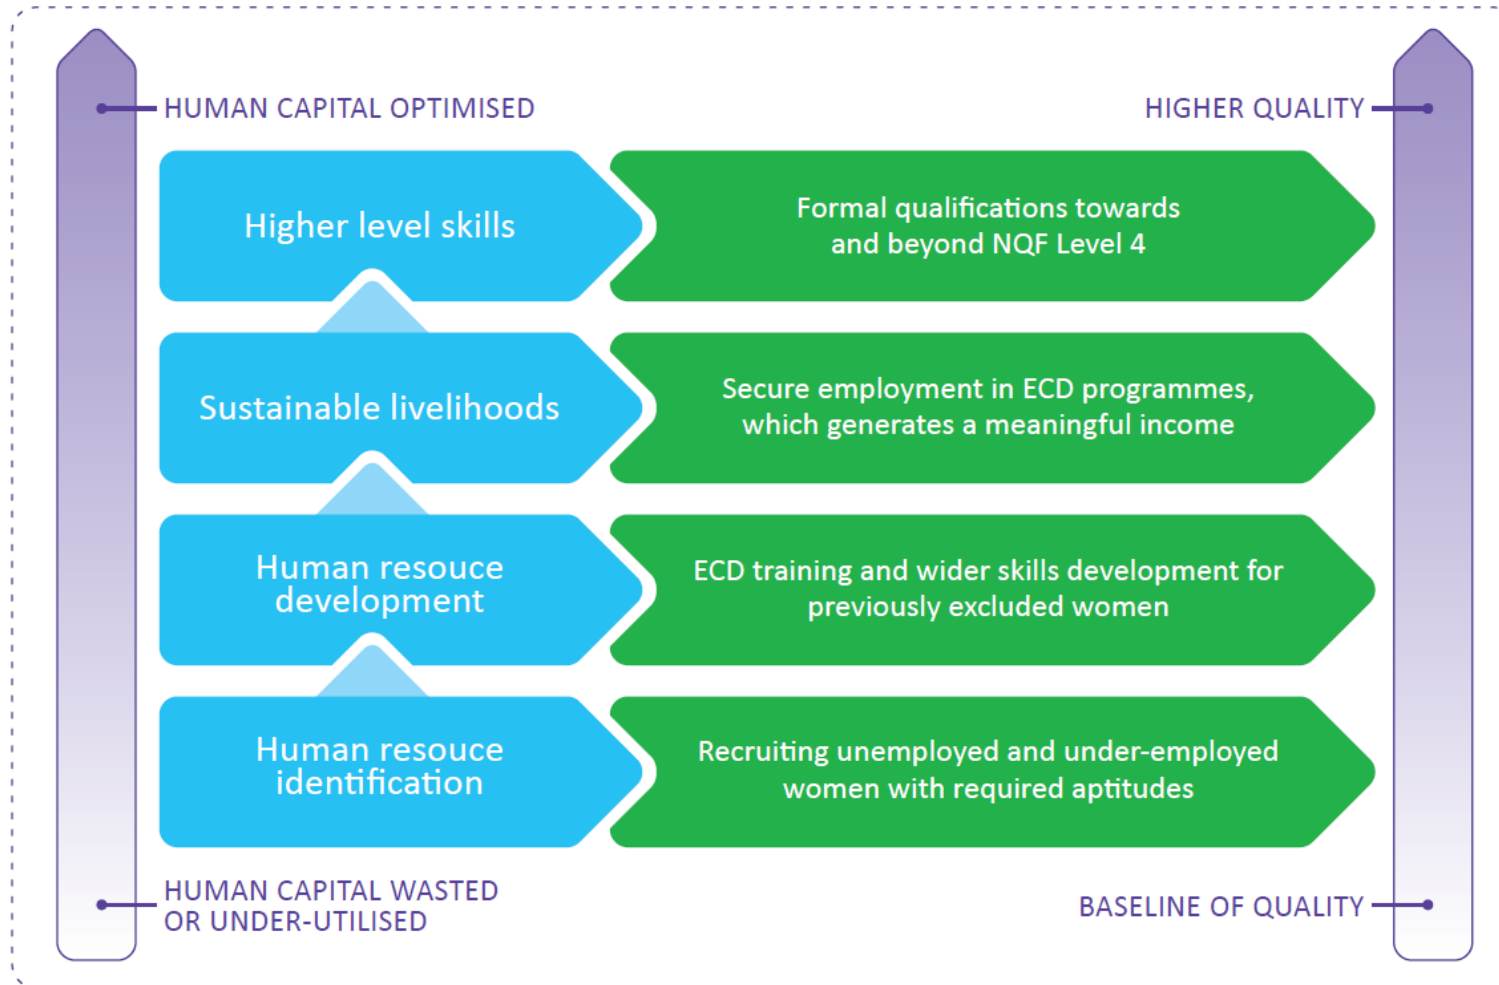 HUMAN CAPITAL OPTIMISED
HIGHER QUALITY
Higher level skills
Formal qualifications towards
and beyond NQF Level 4
Sustainable livelihoods
Secure employment in ECD programmes,
which generates a meaningful income
Human resouce
development
ECD training and wider skills development for
previously excluded women
Human resouce
identification
Recruiting unemployed and under-employed
women with required aptitudes
HUMAN CAPITAL WASTED
OR UNDER-UTILISED
BASELINE OF QUALITY